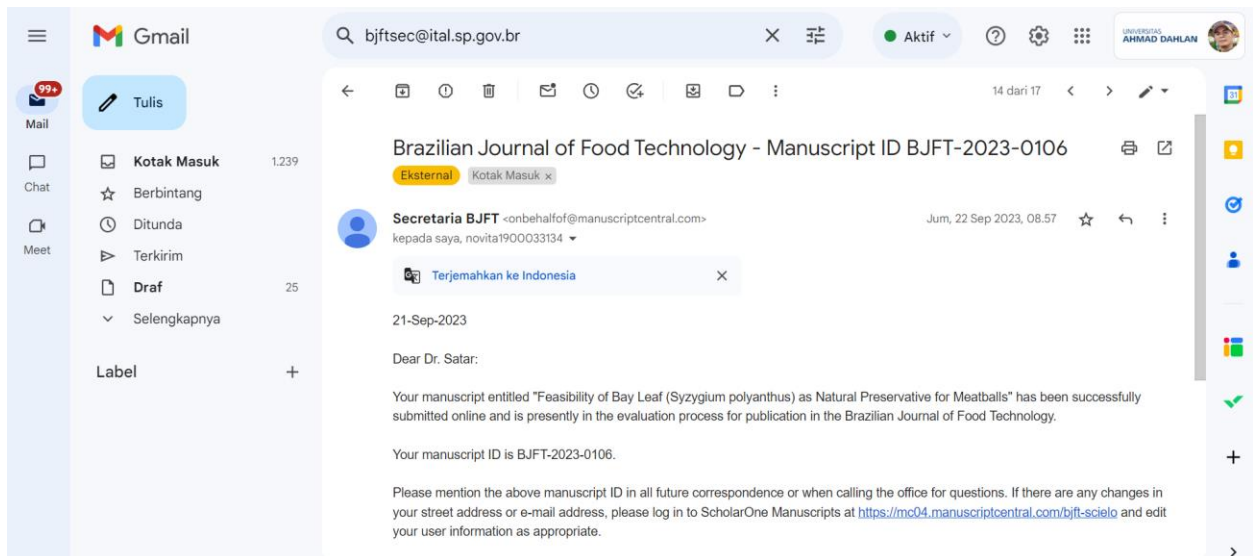 Gmail
bjftsec@ital.sp.gov.br
Aktif
UNIVERSITAS
AHMAD DAHLAN
99+
Mail
Chat
Meet
Tulis
Kotak Masuk 1.239
Berbintang
Ditunda
Terkirim
Draf 25
Selengkapnya
Label
14 dari 17
Brazilian Journal of Food Technology - Manuscript ID BJFT-2023-0106
Eksternal Kotak Masuk x
Secretaria BJFT <onbehalfof@manuscriptcentral.com> Jum, 22 Sep 2023, 08.57
kepada saya, novita1900033134
Terjemahkan ke Indonesia
21-Sep-2023
Dear Dr. Satar:
Your manuscript entitled "Feasibility of Bay Leaf (Syzygium polyanthus) as Natural Preservative for Meatballs" has been successfully
submitted online and is presently in the evaluation process for publication in the Brazilian Journal of Food Technology.
Your manuscript ID is BJFT-2023-0106.
Please mention the above manuscript ID in all future correspondence or when calling the office for questions. If there are any changes in
your street address or e-mail address, please log in to ScholarOne Manuscripts at https://mc04.manuscriptcentral.com/bjft-scielo and edit
your user information as appropriate.
31